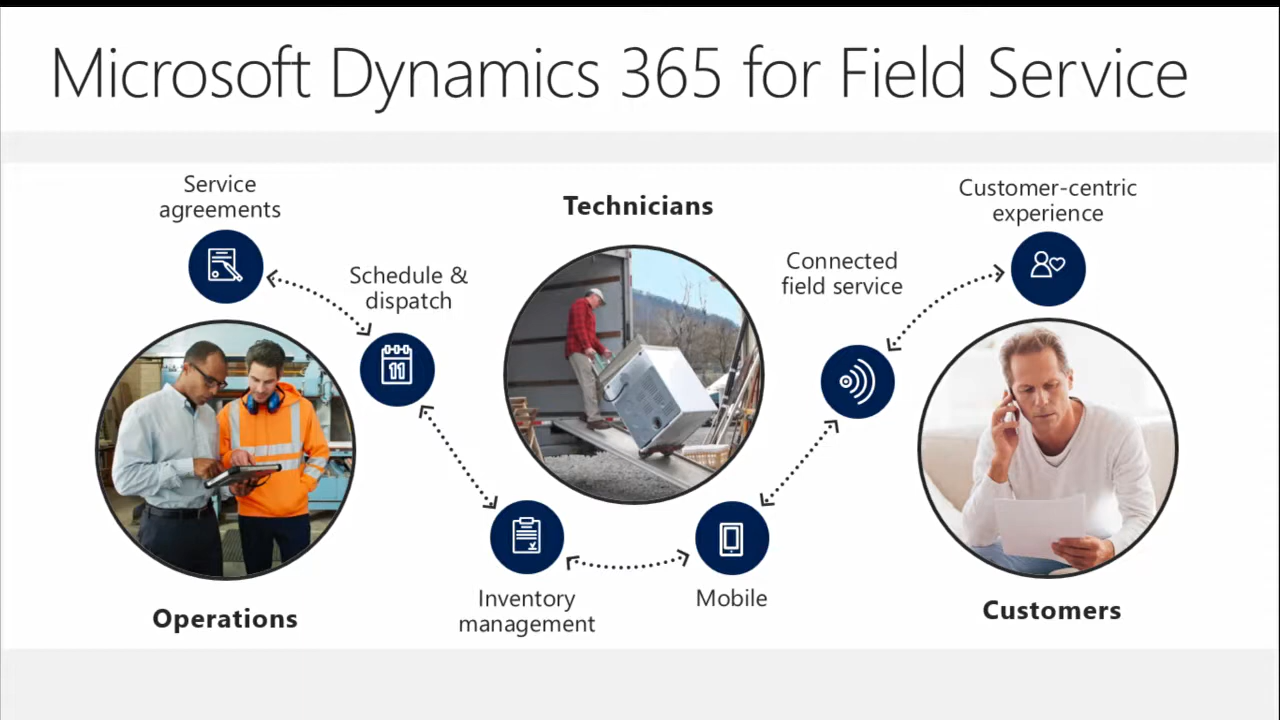 Microsoft Dynamics 365 for Field Service
Service
agreements
Schedule &
dispatch
11
Technicians
Connected
field service
Customer-centric
experience
Operations
Inventory
management
Mobile
Customers